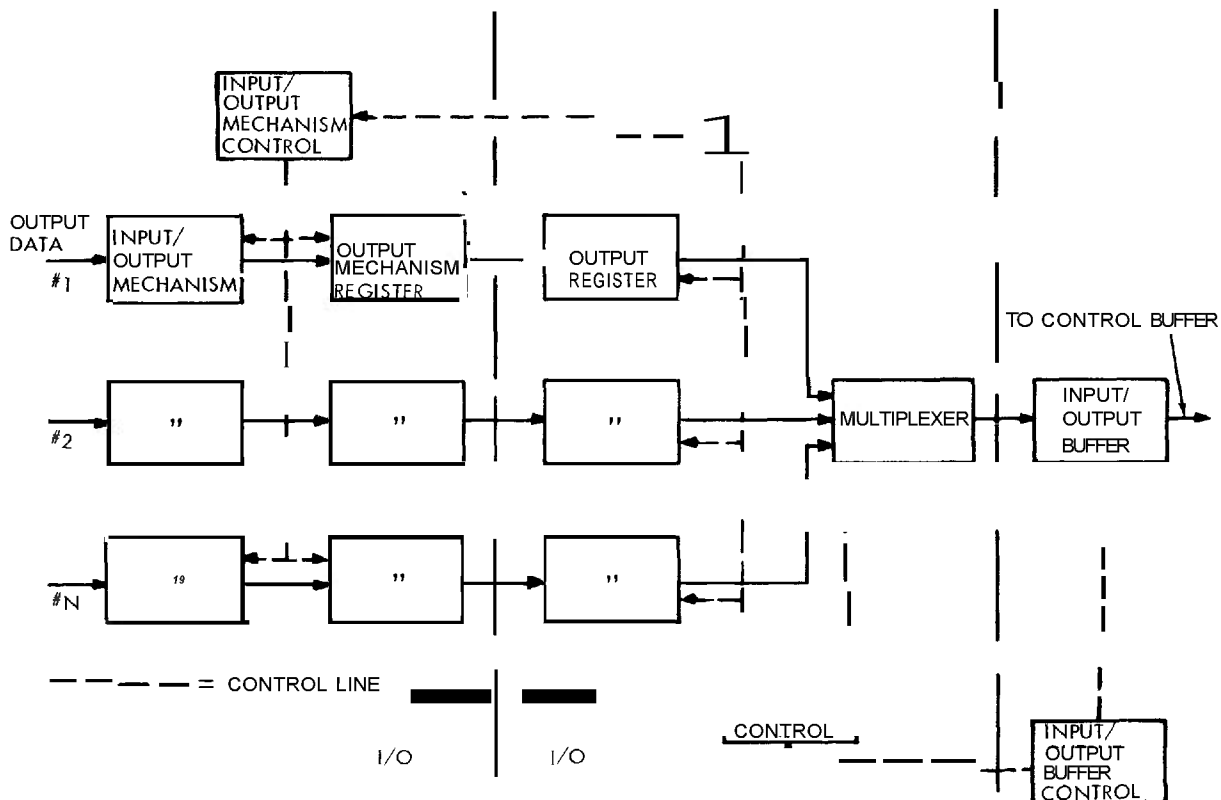 INPUT/
OUTPUT
MECHANISM
CONTROL
1
OUTPUT
DATA
#1
INPUT/
OUTPUT
MECHANISM
OUTPUT
MECHANISM
REGISTER
OUTPUT
REGISTER
TO CONTROL BUFFER
#2
"
"
"
MULTIPLEXER
INPUT/
OUTPUT
BUFFER
#N
19
"
"
= CONTROL LINE
I/O
I/O
CONTROL
INPUT/
OUTPUT
BUFFER
CONTROL